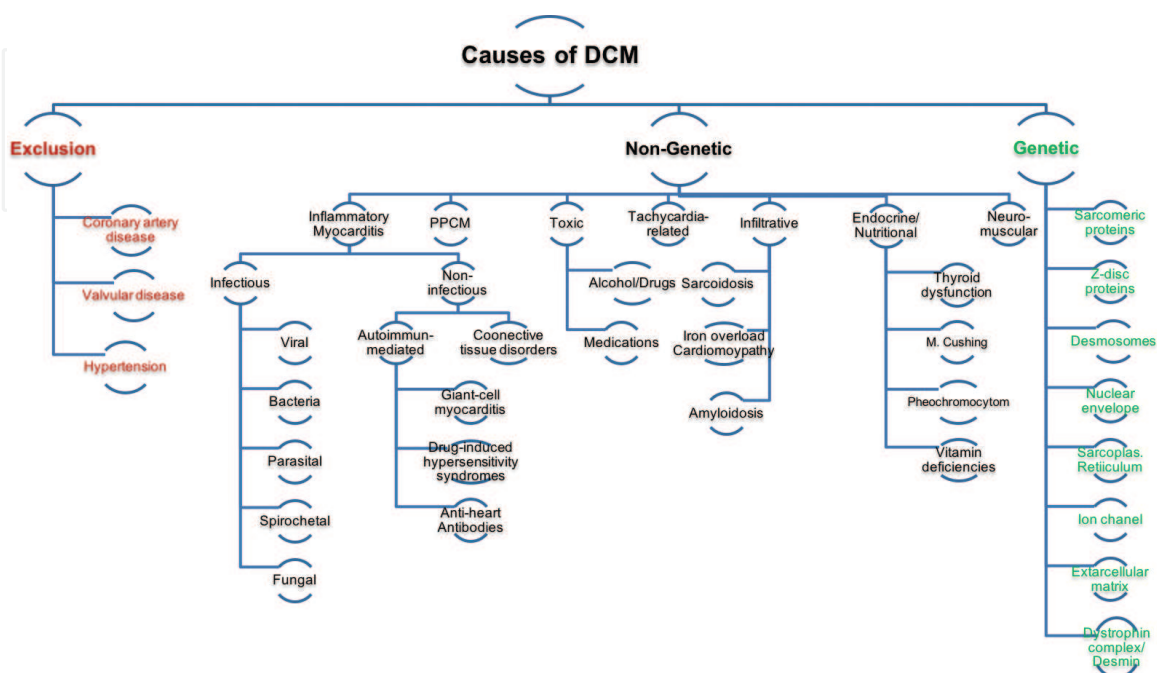 Causes of DCM
Exclusion
Coronary artery
disease
Valvular disease
Hypertension
Non-Genetic
Inflammatory
Myocarditis
Infectious
Viral
Bacteria
Parasital
Spirochetal
Fungal
Non-
infectious
Autoimmun-
mediated
Giant-cell
myocarditis
Drug-induced
hypersensitivity
syndromes
Anti-heart
Antibodies
Coonective
tissue disorders
PPCM
Toxic
Alcohol/Drugs
Medications
Tachycardia-
related
Infiltrative
Sarcoidosis
Iron overload
Cardiomoypathy
Amyloidosis
Endocrine/
Nutritional
Thyroid
dysfunction
M. Cushing
Pheochromocytom
Vitamin
deficiencies
Neuro-
muscular
Genetic
Sarcomeric
proteins
Z-disc
proteins
Desmosomes
Nuclear
envelope
Sarcoplas.
Retiiculum
Ion chanel
Extarcellular
matrix
Dystrophin
complex/
Desmin